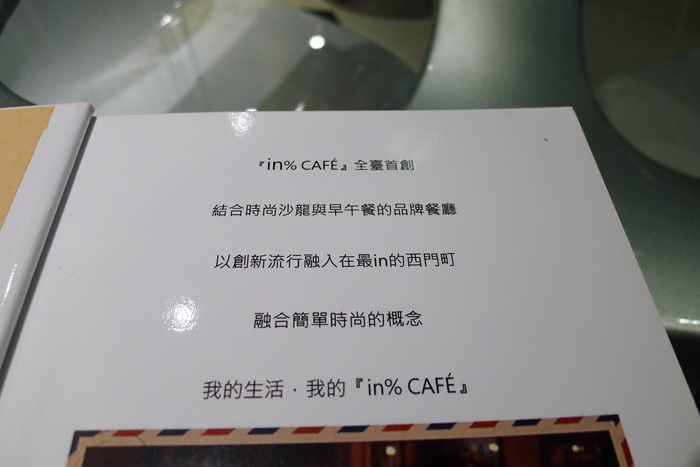 『in% CAFÉ』全臺首創
結合時尚沙龍與早午餐的品牌餐廳
以創新流行融入在最in的西門町
融合簡單時尚的概念
我的生活，我的『in% CAFÉ』